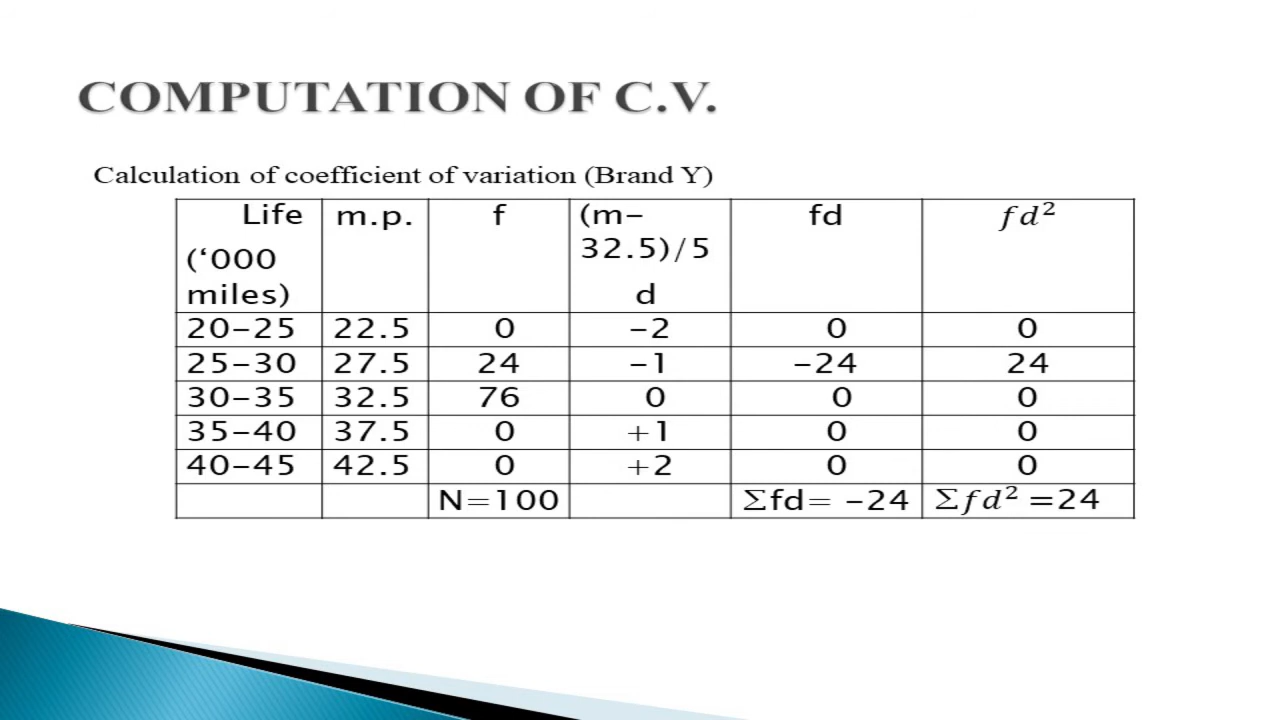 COMPUTATION OF C.V.
Calculation of coefficient of variation (Brand Y)
Life (‘000 miles) m.p. f (m-32.5)/5 d fd fd²
20-25 22.5 0 -2 0 0
25-30 27.5 24 -1 -24 24
30-35 32.5 76 0 0 0
35-40 37.5 0 +1 0 0
40-45 42.5 0 +2 0 0
N=100 Σfd= -24 Σfd² =24